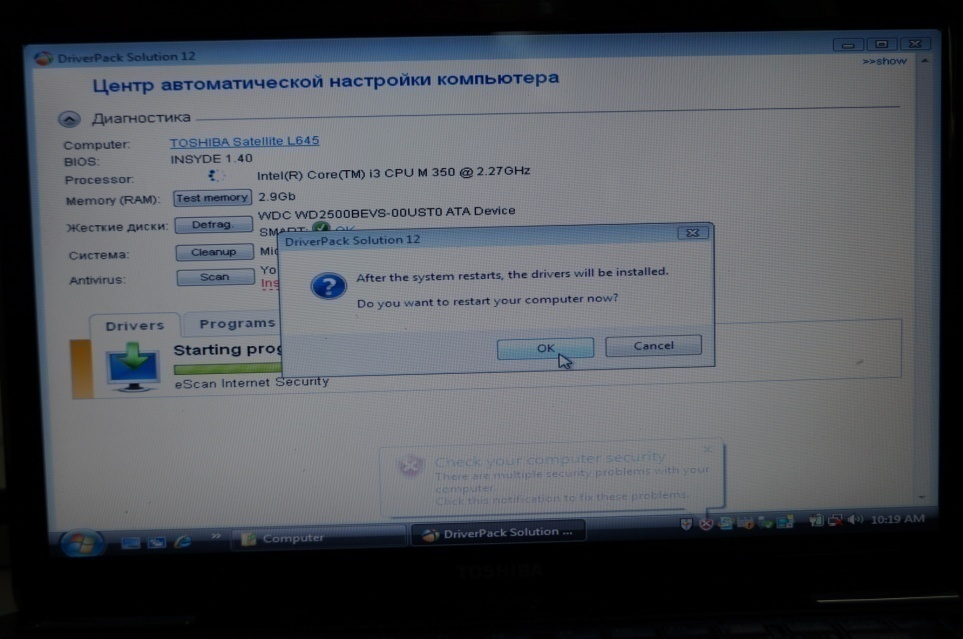 DriverPack Solution 12
>>show
Центр автоматической настройки компьютера
Диагностика
Computer: TOSHIBA Satellite L645
BIOS: INSYDE 1.40
Processor: Intel(R) Core(TM) i3 CPU M 350 @ 2.27GHz
Memory (RAM): Test memory 2.9Gb
Жесткие диски: Defrag. WDC WD2500BEVS-00UST0 ATA Device
SMART: OK
Система: Cleanup
Antivirus: Scan Yo
Ins
DriverPack Solution 12
After the system restarts, the drivers will be installed.
Do you want to restart your computer now?
OK Cancel
Drivers Programs
Starting prog
eScan Internet Security
Check your computer security
There are multiple security problems with your
computer.
Click this notification to fix these problems.
Computer DriverPack Solution ... 10:19 AM
TOSHIBA